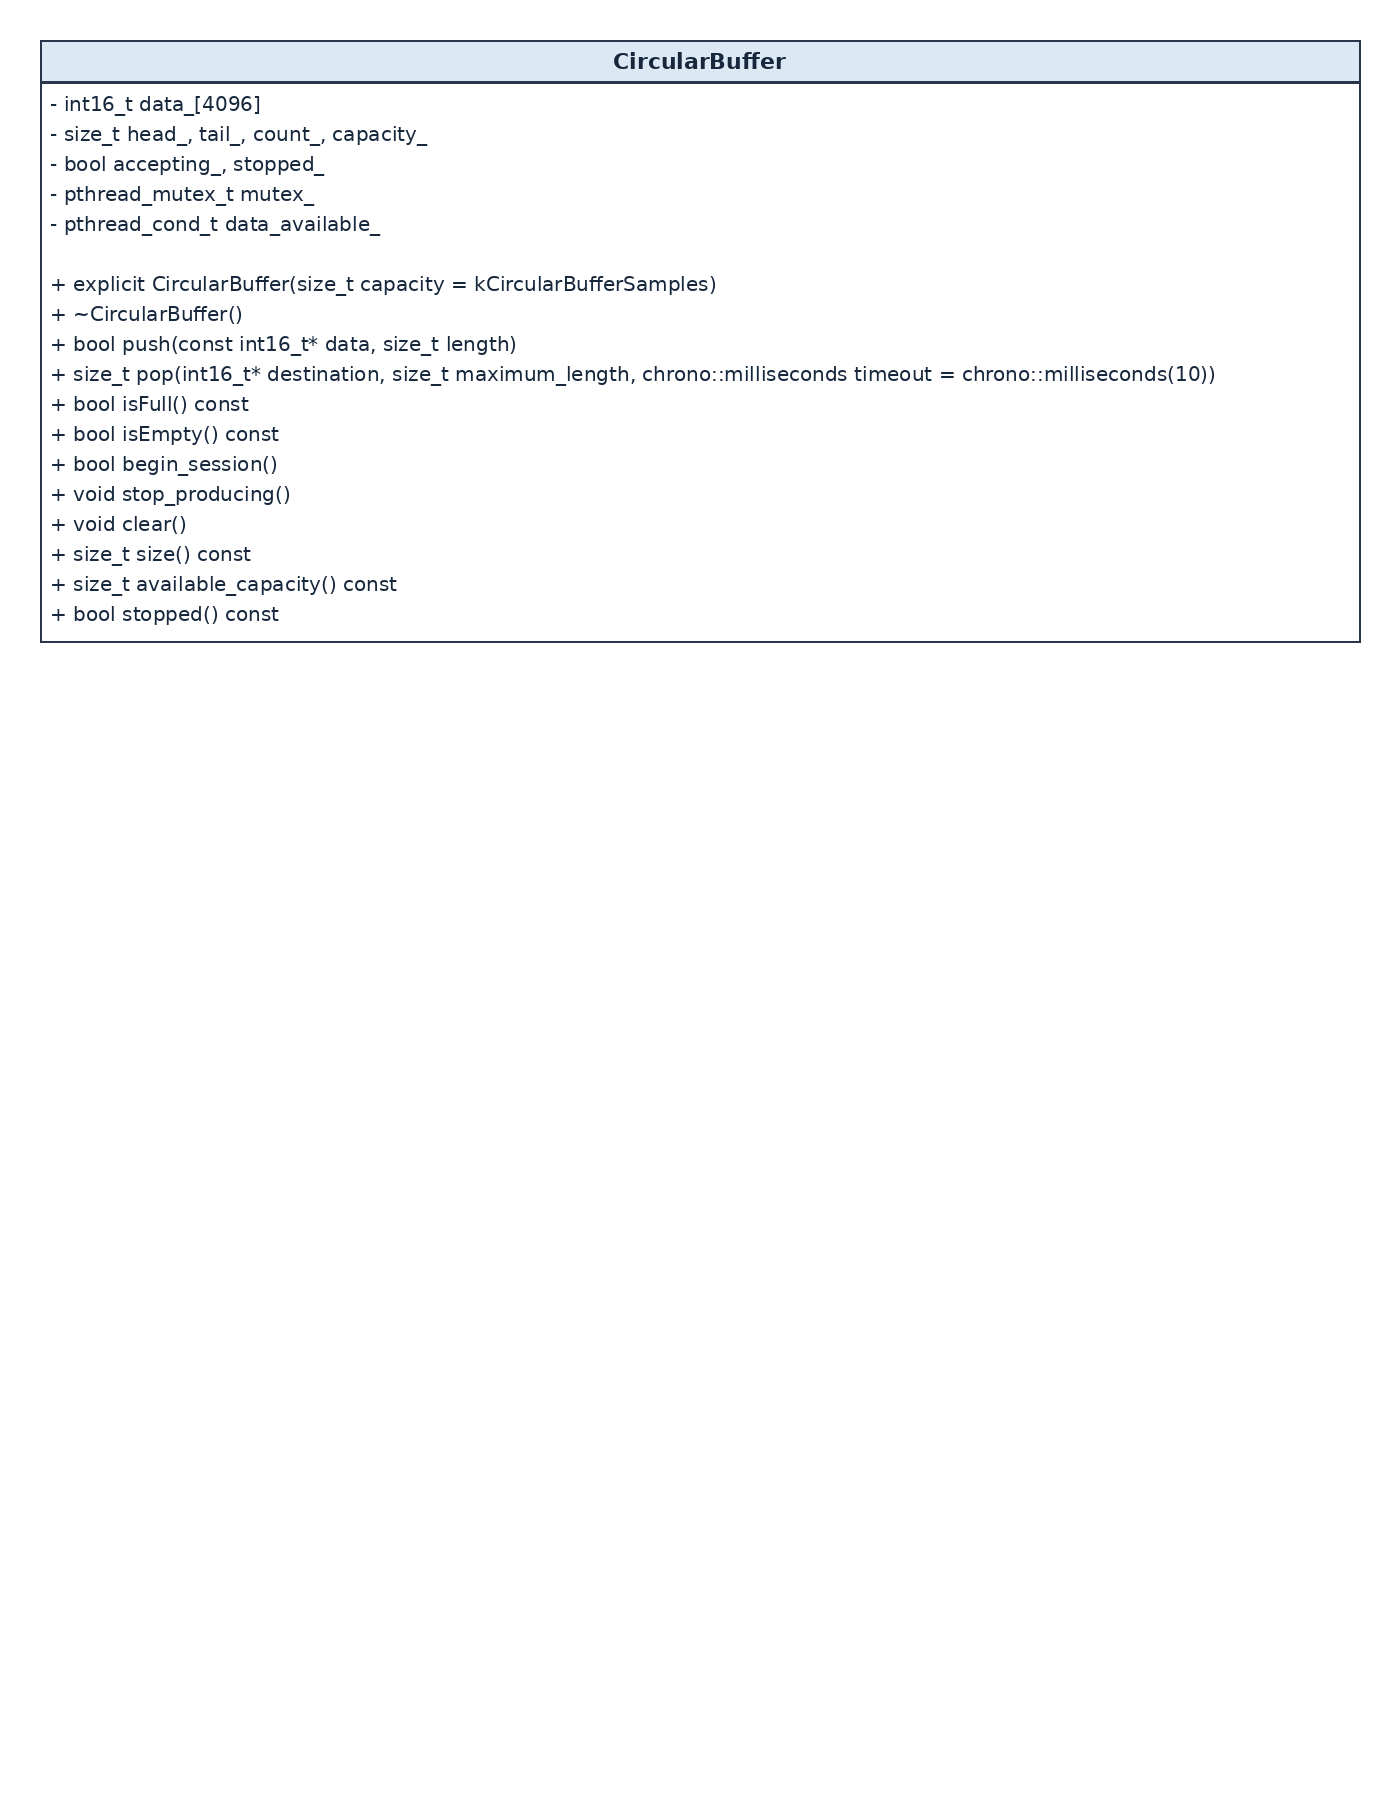 CircularBuffer
- int16_t data_[4096]
- size_t head_, tail_, count_, capacity_
- bool accepting_, stopped_
- pthread_mutex_t mutex_
- pthread_cond_t data_available_
+ explicit CircularBuffer(size_t capacity = kCircularBufferSamples)
+ ~CircularBuffer()
+ bool push(const int16_t* data, size_t length)
+ size_t pop(int16_t* destination, size_t maximum_length, chrono::milliseconds timeout = chrono::milliseconds(10))
+ bool isFull() const
+ bool isEmpty() const
+ bool begin_session()
+ void stop_producing()
+ void clear()
+ size_t size() const
+ size_t available_capacity() const
+ bool stopped() const